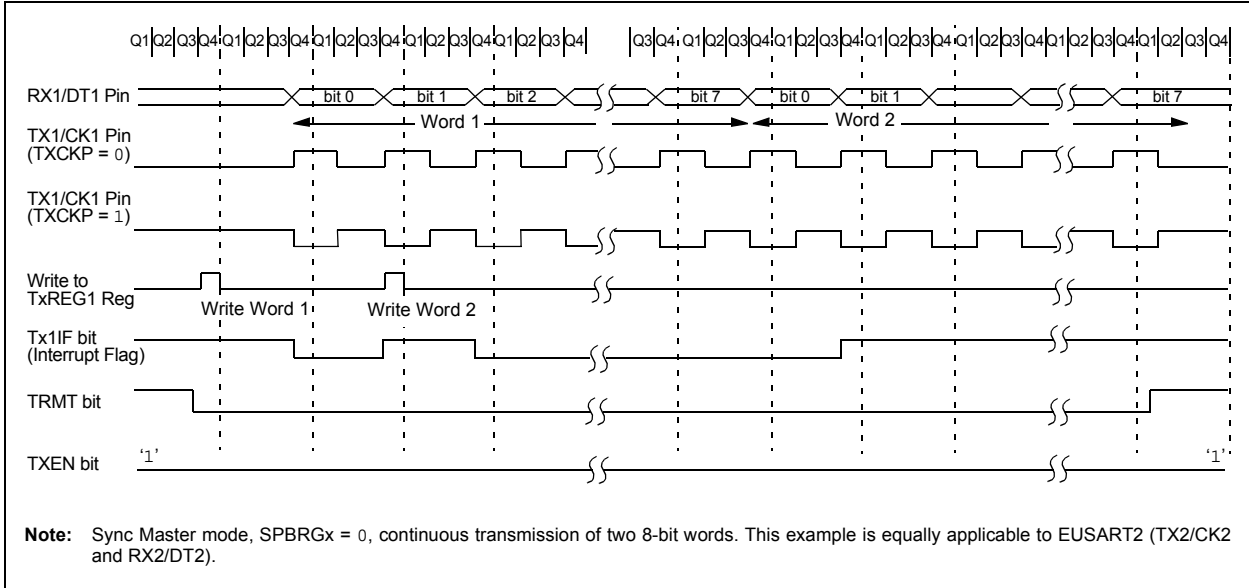 Q1 Q2 Q3 Q4 Q1 Q2 Q3 Q4 Q1 Q2 Q3 Q4 Q1 Q2 Q3 Q4 Q1 Q2 Q3 Q4 Q3 Q4 Q1 Q2 Q3 Q4 Q1 Q2 Q3 Q4 Q1 Q2 Q3 Q4 Q1 Q2 Q3 Q4 Q1 Q2 Q3 Q4
RX1/DT1 Pin bit 0 bit 1 bit 2 bit 7 bit 0 bit 1 bit 7
Word 1 Word 2
TX1/CK1 Pin
(TXCKP = 0)
TX1/CK1 Pin
(TXCKP = 1)
Write to
TxREG1 Reg
Write Word 1 Write Word 2
Tx1IF bit
(Interrupt Flag)
TRMT bit
TXEN bit '1' '1'
Note: Sync Master mode, SPBRGx = 0, continuous transmission of two 8-bit words. This example is equally applicable to EUSART2 (TX2/CK2
and RX2/DT2).